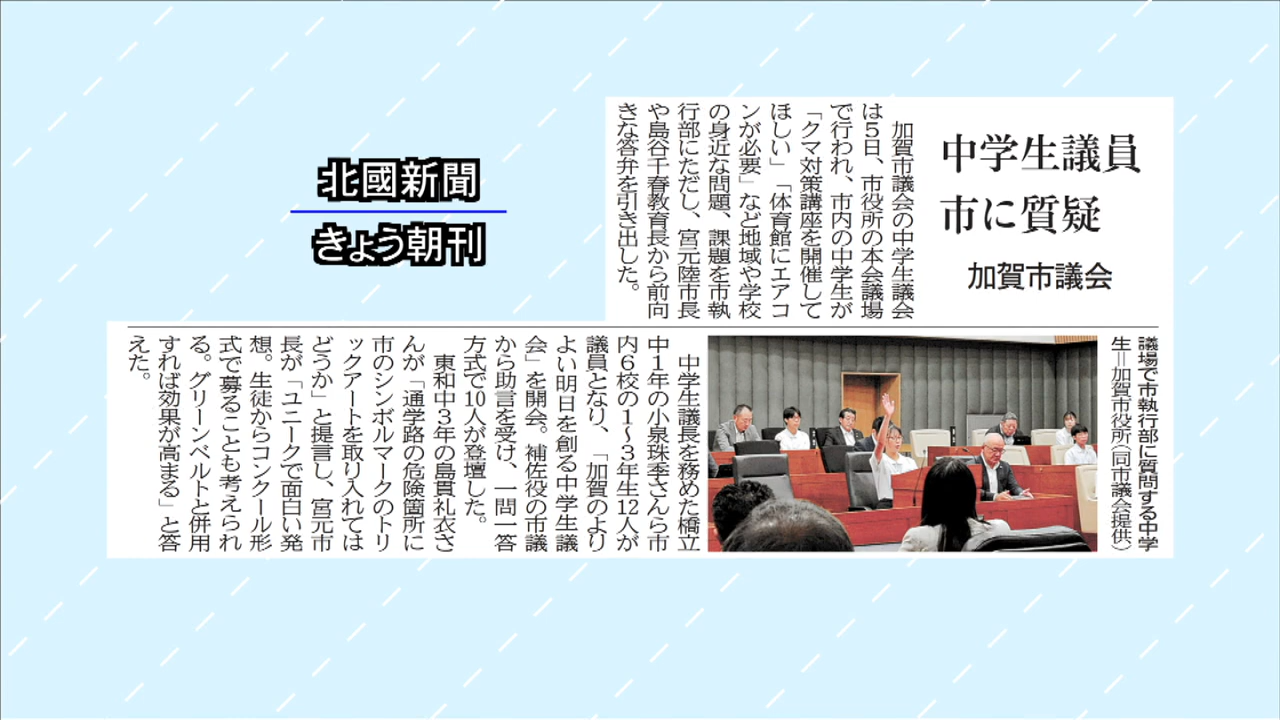 北國新聞
きょう朝刊
中学生議員
市に質疑
加賀市議会
加賀市議会の中学生議会
は5日、市役所の本会議場
で行われ、市内の中学生が
「クマ対策講座を開催して
ほしい」「体育館にエアコ
ンが必要」など地域や学校
の身近な問題、課題を市執
行部にただし、宮元陸市長
や島谷千春教育長から前向
きな答弁を引き出した。
議場で市執行部に質問する中学
生=加賀市役所(同市議会提供)
中学生議長を務めた橋立
中1年の小泉珠季さんら市
内6校の1~3年生12人が
議員となり、「加賀のより
よい明日を創る中学生議
会」を開会。補佐役の市議
から助言を受け、一問一答
方式で10人が登壇した。
東和中3年の島貫礼衣さ
んが「通学路の危険箇所に
市のシンボルマークのトリ
ックアートを取り入れては
どうか」と提言し、宮元市
長が「ユニークで面白い発
想。生徒からコンクール形
式で募ることも考えられ
る。グリーンベルトと併用
すれば効果が高まる」と答
えた。